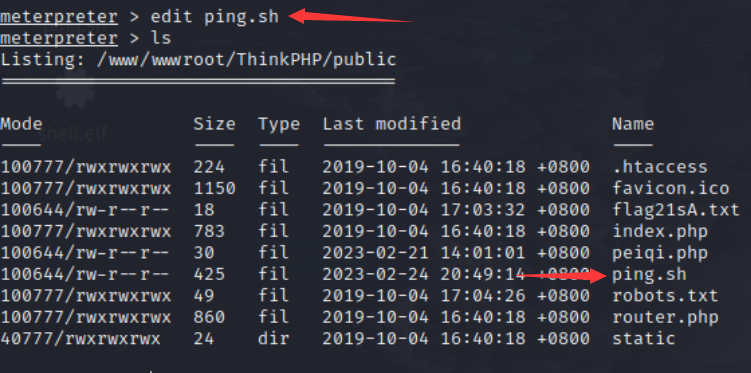 meterpreter > edit ping.sh
meterpreter > ls
Listing: /www/wwwroot/ThinkPHP/public
=====================================
Mode Size Type Last modified Name
shell.elf
---- ---- ---- ------------- ----
100777/rwxrwxrwx 224 fil 2019-10-04 16:40:18 +0800 .htaccess
100777/rwxrwxrwx 1150 fil 2019-10-04 16:40:18 +0800 favicon.ico
100644/rw-r--r-- 18 fil 2019-10-04 17:03:32 +0800 flag21sA.txt
100777/rwxrwxrwx 783 fil 2019-10-04 16:40:18 +0800 index.php
100644/rw-r--r-- 30 fil 2023-02-21 14:01:01 +0800 peiqi.php
100644/rw-r--r-- 425 fil 2023-02-24 20:49:14 +0800 ping.sh
100777/rwxrwxrwx 49 fil 2019-10-04 17:04:26 +0800 robots.txt
100777/rwxrwxrwx 860 fil 2019-10-04 16:40:18 +0800 router.php
40777/rwxrwxrwx 24 dir 2019-10-04 16:40:18 +0800 static